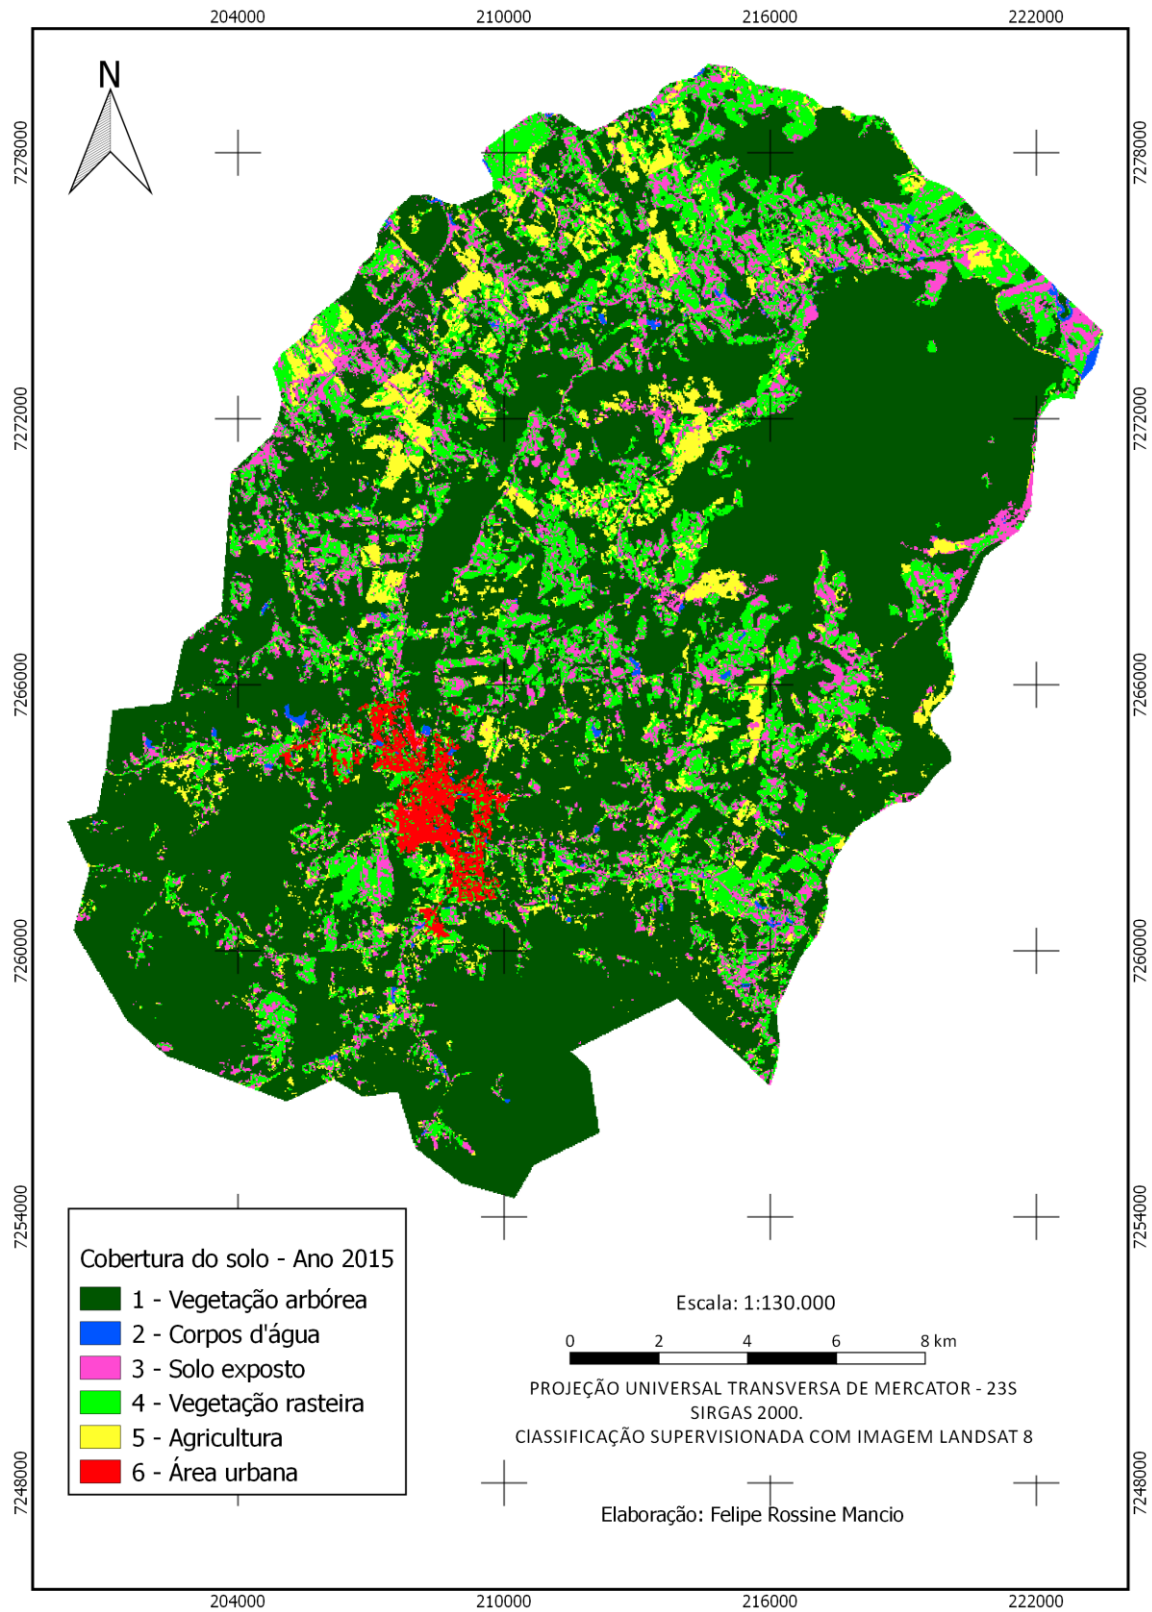 204000 210000 216000 222000
N
7278000 7278000
7272000 7272000
7266000 7266000
7260000 7260000
7254000 7254000
Cobertura do solo - Ano 2015
1 - Vegetação arbórea
2 - Corpos d'água
3 - Solo exposto
4 - Vegetação rasteira
5 - Agricultura
6 - Área urbana
Escala: 1:130.000
0 2 4 6 8 km
PROJEÇÃO UNIVERSAL TRANSVERSA DE MERCATOR - 23S
SIRGAS 2000.
ClASSIFICAÇÃO SUPERVISIONADA COM IMAGEM LANDSAT 8
7248000 7248000
Elaboração: Felipe Rossine Mancio
204000 210000 216000 222000